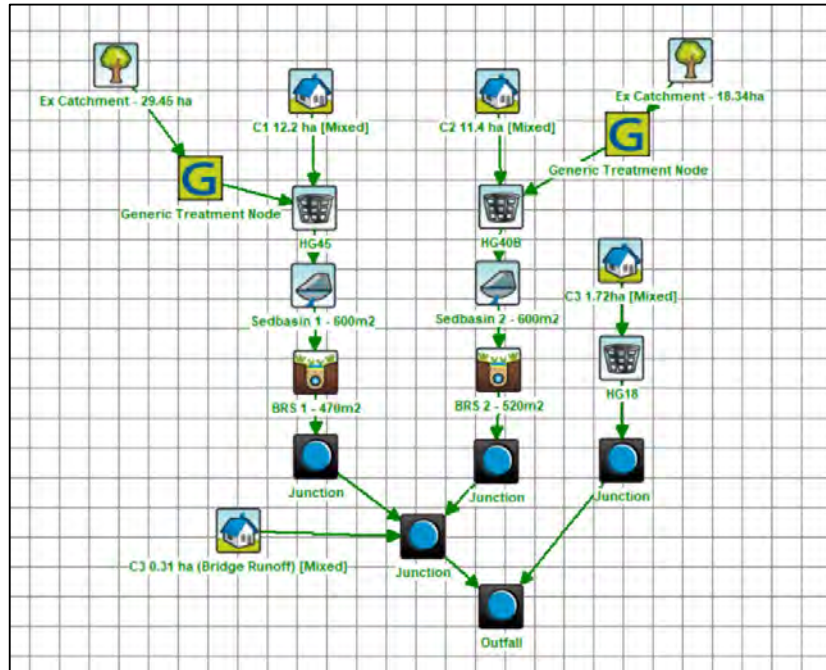 Ex Catchment - 29.45 ha
Ex Catchment - 18.34ha
C1 12.2 ha [Mixed]
C2 11.4 ha [Mixed]
G
Generic Treatment Node
G
Generic Treatment Node
HG45
HG40B
C3 1.72ha [Mixed]
Sedbasin 1 - 600m2
Sedbasin 2 - 600m2
HG18
BRS 1 - 470m2
BRS 2 - 520m2
Junction
Junction
Junction
C3 0.31 ha (Bridge Runoff) [Mixed]
Junction
Outfall